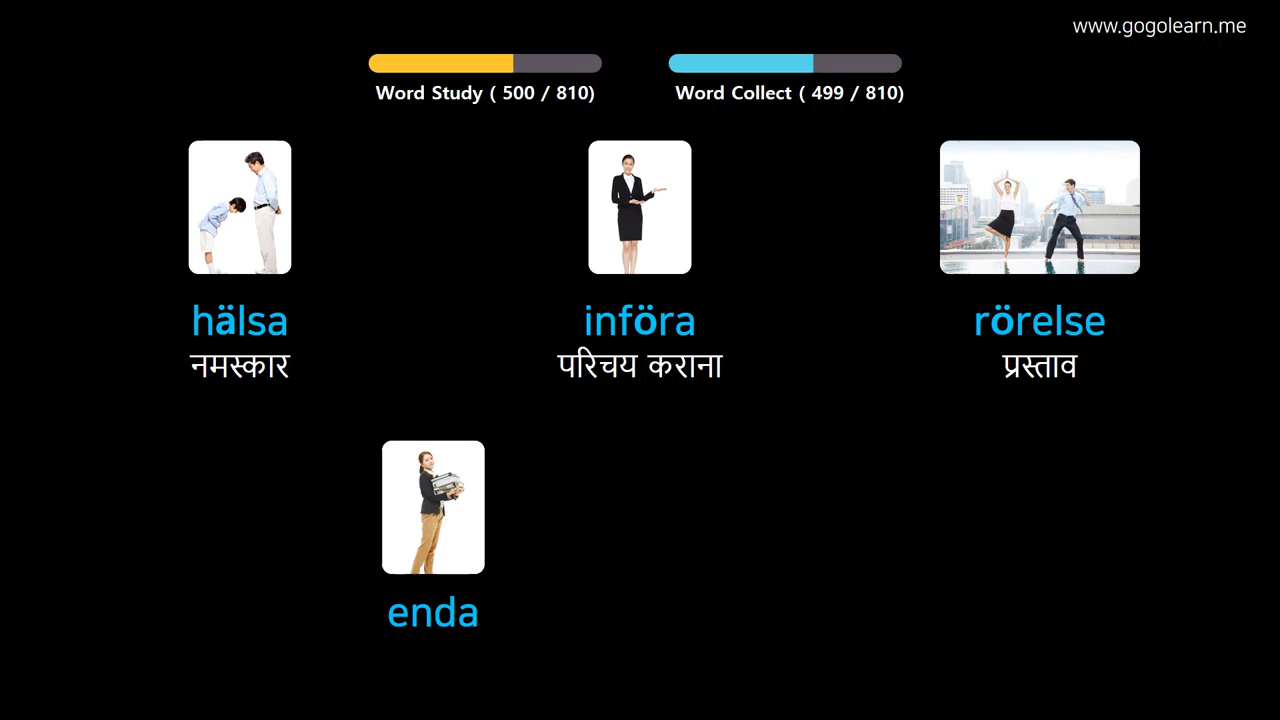 www.gogolearn.me
Word Study ( 500 / 810)
Word Collect ( 499 / 810)
hälsa
införa
rörelse
नमस्कार
परिचय कराना
प्रस्ताव
enda